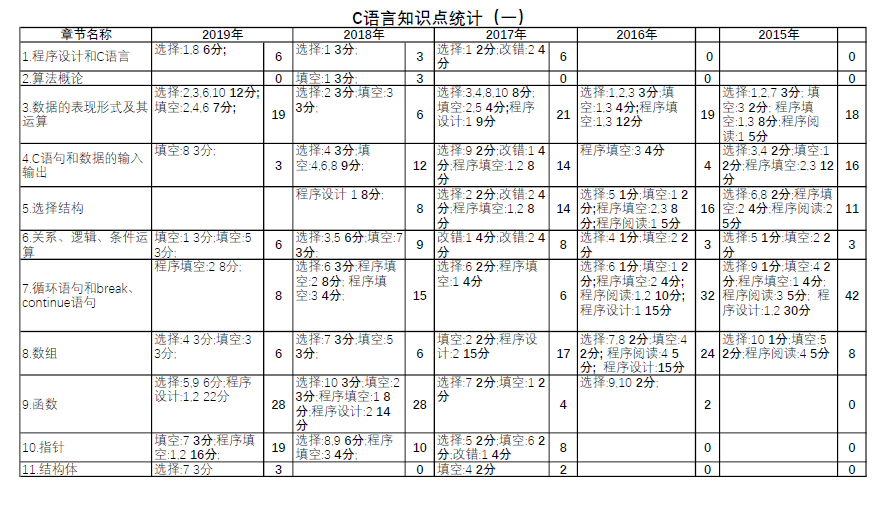 C语言知识点统计（一）
章节名称 2019年 2018年 2017年 2016年 2015年
1.程序设计和C语言 选择:1,8 6分; 6 选择:1 3分; 3 选择:1 2分;改错:2 4分 6 0 0
2.算法概论 0 填空:1 3分; 3 0 0 0
3.数据的表现形式及其运算 选择:2,3,6,10 12分;填空:2,4,6 7分; 19 选择:2 3分;填空:3 3分; 6 选择:3,4,8,10 8分;填空:2,5 4分;程序设计:1 9分 21 选择:1,2,3 3分;填空:1,3 4分;程序填空:1,3 12分 19 选择:1,2,7 3分; 填空:3 2分; 程序填空:1,3 8分;程序阅读:1 5分 18
4.C语句和数据的输入输出 填空:8 3分; 3 选择:4 3分;填空:4,6,8 9分; 12 选择:9 2分;改错:1 4分;程序填空:1,2 8分 14 程序填空:3 4分 4 选择:3,4 2分;填空:1 2分;程序填空:2,3 12分 16
5.选择结构 程序设计 1 8分; 8 选择:2 2分;改错:2 4分;程序填空:1,2 8分 14 选择:5 1分;填空:1 2分;程序填空:2,3 8分;程序阅读:1 5分 16 选择:6,8 2分;程序填空:2 4分;程序阅读:2 5分 11
6.关系、逻辑、条件运算 填空:1 3分;填空:5 3分; 6 选择:3,5 6分;填空:7 3分; 9 改错:1 4分;改错:2 4分 8 选择:4 1分;填空:2 2分 3 选择:5 1分;填空:2 2分 3
7.循环语句和break、continue语句 程序填空:2 8分; 8 选择:6 3分;程序填空:2 8分; 程序填空:3 4分; 15 选择:6 2分;程序填空:1 4分 6 选择:6 1分;填空:1 2分;程序填空:2 4分;程序阅读:1,2 10分;程序设计:1 15分 32 选择:9 1分;填空:4 2分;程序填空:1 4分;程序阅读:3 5分; 程序设计:1,2 30分 42
8.数组 选择:4 3分;填空:3 3分; 6 选择:7 3分;填空:5 3分; 6 填空:2 2分;程序设计:2 15分 17 选择:7,8 2分;填空:4 2分; 程序阅读:4 5分; 程序设计:15分 24 选择:10 1分;填空:5 2分;程序阅读:4 5分 8
9.函数 选择:5,9 6分;程序设计:1,2 22分 28 选择:10 3分;填空:2 3分;程序填空:1 8分;程序设计:2 14分 28 选择:7 2分;填空:1 2分 4 选择:9,10 2分; 2 0
10.指针 填空:7 3分;程序填空:1,2 16分; 19 选择:8,9 6分;程序填空:3 4分; 10 选择:5 2分;填空:6 2分;改错:1 4分 8 0 0
11.结构体 选择:7 3分 3 0 填空:4 2分 2 0 0